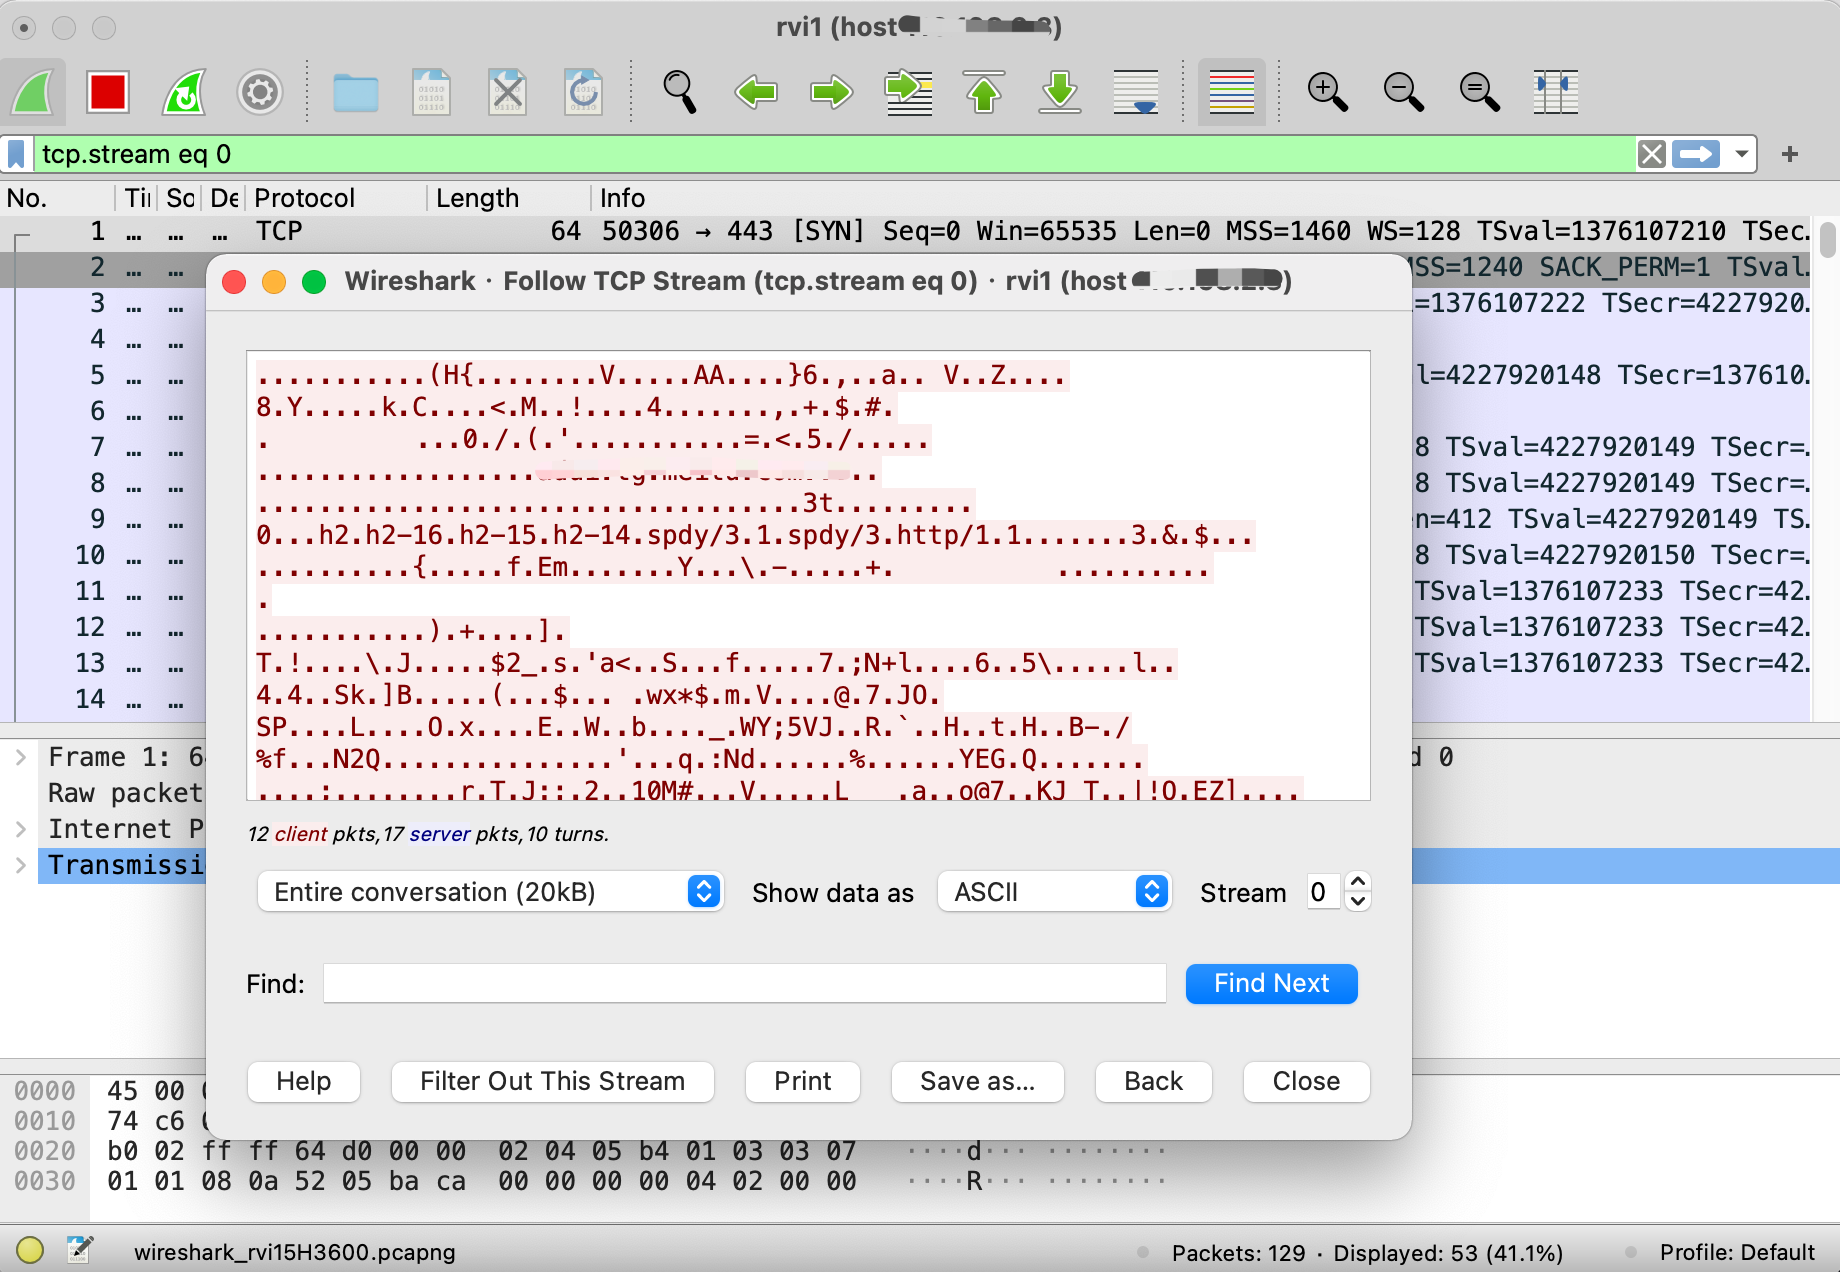 rvi1 (host
tcp.stream eq 0
No. Ti So De Protocol Length Info
1 … … … TCP 64 50306 → 443 [SYN] Seq=0 Win=65535 Len=0 MSS=1460 WS=128 TSval=1376107210 TSec…
2 … … MSS=1240 SACK_PERM=1 TSval…
3 … … =1376107222 TSecr=4227920…
4 … …
5 … … l=4227920148 TSecr=137610…
6 … …
7 … … 8 TSval=4227920149 TSecr=…
8 … … 8 TSval=4227920149 TSecr=…
9 … … n=412 TSval=4227920149 TS…
10 … … 8 TSval=4227920150 TSecr=…
11 … … TSval=1376107233 TSecr=42…
12 … … TSval=1376107233 TSecr=42…
13 … … TSval=1376107233 TSecr=42…
14 … …
Wireshark · Follow TCP Stream (tcp.stream eq 0) · rvi1 (host
...........(H{........V.....AA....}6.,..a.. V..Z....
8.Y.....k.C....<.M..!....4.......,.+.$.#.
. ...0./.(.'...........=.<.5./.....
...................................3t.........
0...h2.h2-16.h2-15.h2-14.spdy/3.1.spdy/3.http/1.1.......3.&.$...
..........{.....f.Em.......Y...\.-.....+. ..........
.
...........).+....].
T.!....\.J.....$2_.s.'a<..S...f.....7.;N+l....6..5\.....l..
4.4..Sk.]B.....(...$... .wx*$.m.V....@.7.JO.
SP....L....O.x....E..W..b...._.WY;5VJ..R.`..H..t.H..B-./
%f...N2Q...............'...q.:Nd......%......YEG.Q.......
....;........r.T.J::.2..10M#...V.....L .a..o@7..KJ T..|!O.EZ]....
12 client pkts, 17 server pkts, 10 turns.
Entire conversation (20kB) Show data as ASCII Stream 0
Find: Find Next
Help Filter Out This Stream Print Save as… Back Close
Frame 1: 6 d 0
Raw packet
Internet P
Transmissi
0000 45 00
0010 74 c6
0020 b0 02 ff ff 64 d0 00 00 02 04 05 b4 01 03 03 07 ····d··· ········
0030 01 01 08 0a 52 05 ba ca 00 00 00 00 04 02 00 00 ····R··· ········
wireshark_rvi15H3600.pcapng Packets: 129 · Displayed: 53 (41.1%) Profile: Default